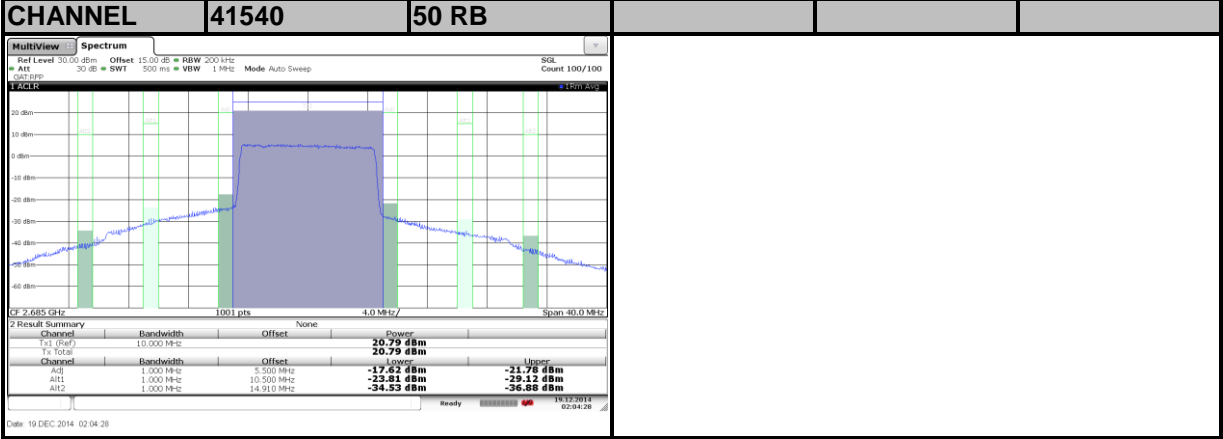 CHANNEL 41540 50 RB
MultiView Spectrum
Ref Level 30.00 dBm Offset 15.00 dB RBW 200 kHz SGL
Att 30 dB SWT 500 ms VBW 1 MHz Mode Auto Sweep Count 100/100
GAT:RFP
1 ACLR 1Rm Avg
20 dBm
10 dBm
0 dBm
-10 dBm
-20 dBm
-30 dBm
-40 dBm
-50 dBm
-60 dBm
CF 2.685 GHz 1001 pts 4.0 MHz/ Span 40.0 MHz
2 Result Summary None
Channel Bandwidth Offset Power
Tx1 (Ref) 10.000 MHz 20.79 dBm
Tx Total 20.79 dBm
Channel Bandwidth Offset Lower Upper
Adj 1.000 MHz 5.500 MHz -17.62 dBm -21.78 dBm
Alt1 1.000 MHz 10.500 MHz -23.81 dBm -29.12 dBm
Alt2 1.000 MHz 14.910 MHz -34.53 dBm -36.88 dBm
Ready 19.12.2014
02:04:28
Date: 19.DEC.2014 02:04:28